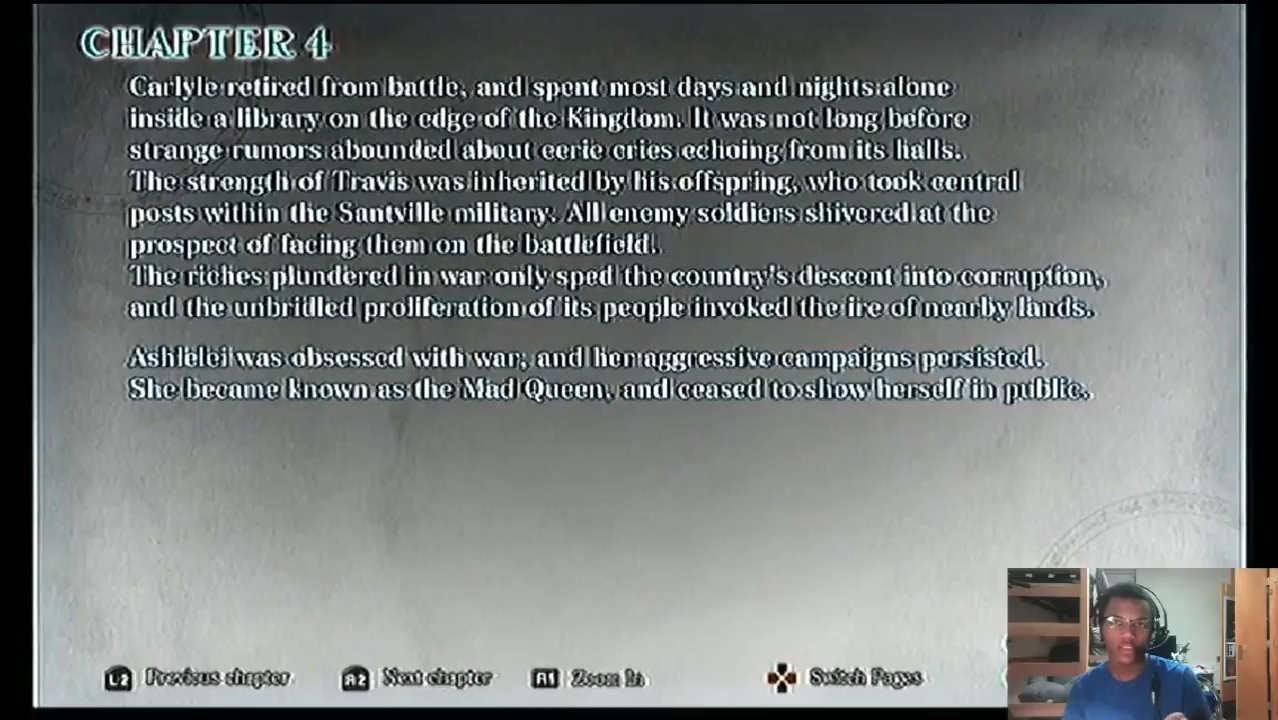 CHAPTER 4
Carlyle retired from battle, and spent most days and nights alone
inside a library on the edge of the Kingdom. It was not long before
strange rumors abounded about eerie cries echoing from its halls.
The strength of Travis was inherited by his offspring, who took central
posts within the Santville military. All enemy soldiers shivered at the
prospect of facing them on the battlefield.
The riches plundered in war only sped the country's descent into corruption,
and the unbridled proliferation of its people invoked the ire of nearby lands.
Ashlelei was obsessed with war, and her aggressive campaigns persisted.
She became known as the Mad Queen, and ceased to show herself in public.
L2 Previous chapter R2 Next chapter R1 Zoom In Switch Pages